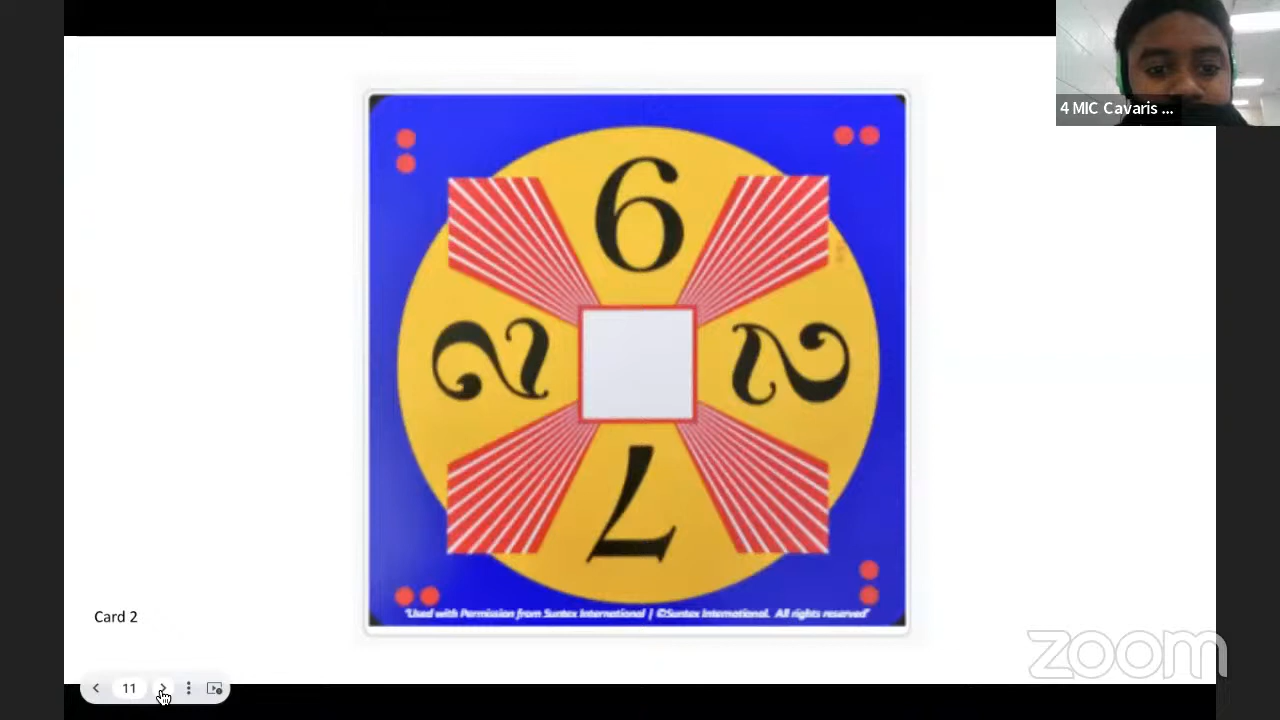 4 MIC Cavaris ...
6
2
2
7
"Used with Permission from Suntex International | ©Suntex International. All rights reserved"
Card 2
11
zoom